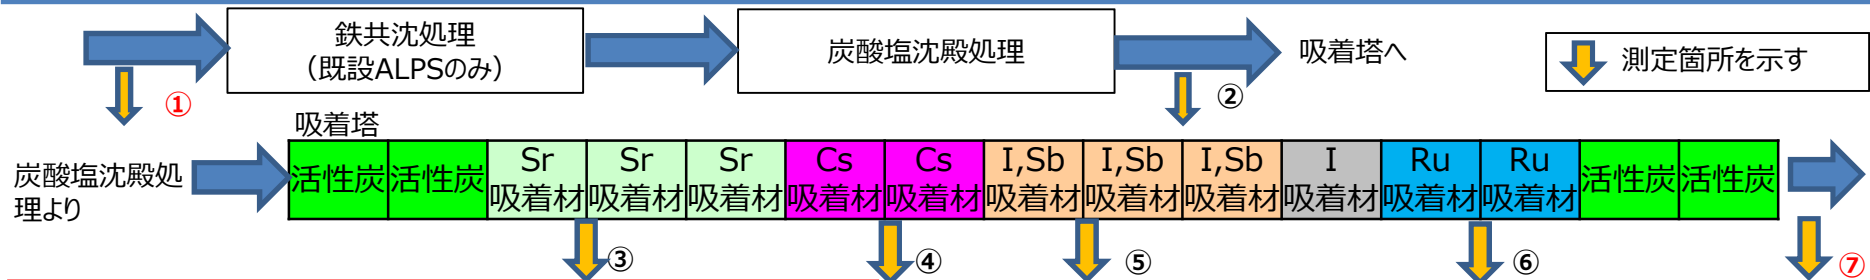 鉄共沈処理
（既設ALPSのみ）
炭酸塩沈殿処理
吸着塔へ
測定箇所を示す
①
②
吸着塔
炭酸塩沈殿処
理より
活性炭
活性炭
Sr
吸着材
Sr
吸着材
Sr
吸着材
Cs
吸着材
Cs
吸着材
I,Sb
吸着材
I,Sb
吸着材
I,Sb
吸着材
I
吸着材
Ru
吸着材
Ru
吸着材
活性炭
活性炭
③
④
⑤
⑥
⑦